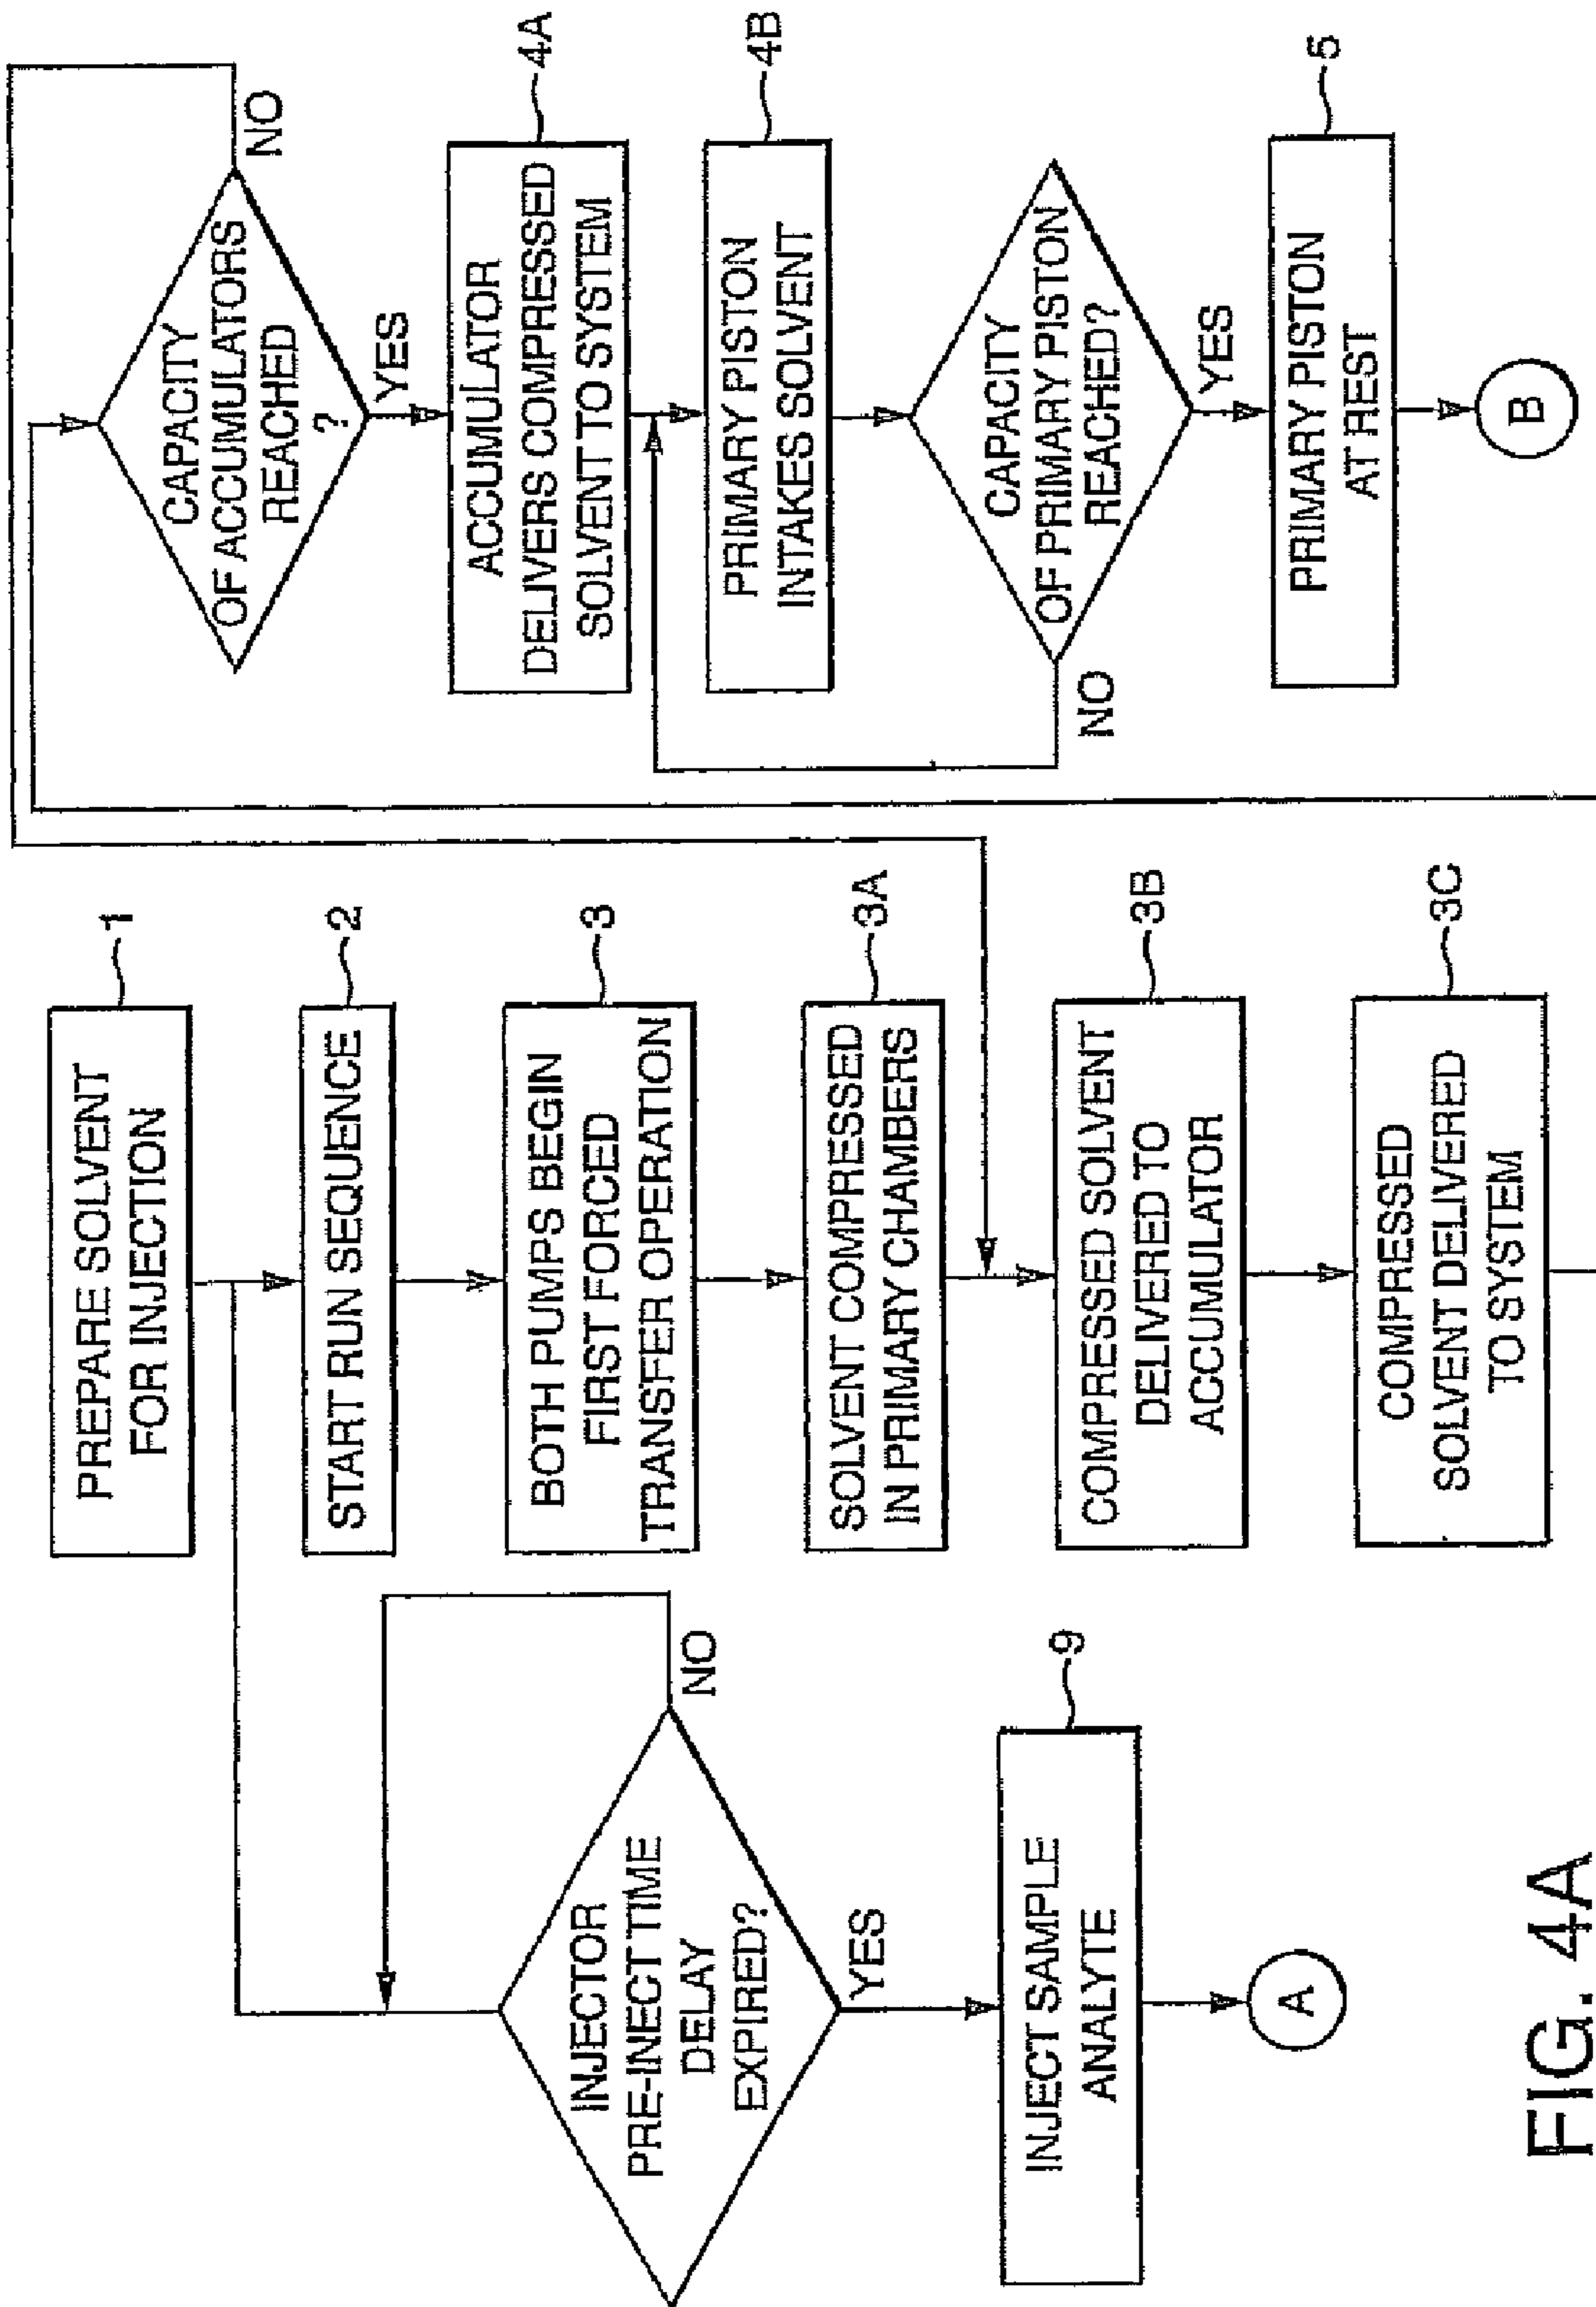 1
PREPARE SOLVENT
FOR INJECTION
2
START RUN SEQUENCE
3
BOTH PUMPS BEGIN
FIRST FORCED
TRANSFER OPERATION
3A
SOLVENT COMPRESSED
IN PRIMARY CHAMBERS
3B
COMPRESSED SOLVENT
DELIVERED TO
ACCUMULATOR
3C
COMPRESSED
SOLVENT DELIVERED
TO SYSTEM
INJECTOR
PRE-INECT TIME
DELAY
EXPIRED?
NO
YES
9
INJECT SAMPLE
ANALYTE
A
CAPACITY
OF ACCUMULATORS
REACHED
?
NO
YES
4A
ACCUMULATOR
DELIVERS COMPRESSED
SOLVENT TO SYSTEM
4B
PRIMARY PISTON
INTAKES SOLVENT
CAPACITY
OF PRIMARY PISTON
REACHED?
NO
YES
5
PRIMARY PISTON
AT REST
B
FIG. 4A